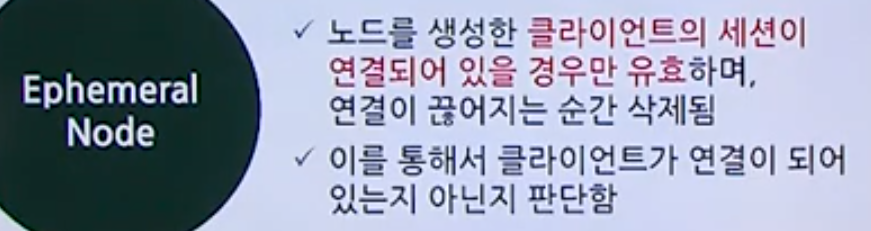 Ephemeral
Node
✓ 노드를 생성한 클라이언트의 세션이
연결되어 있을 경우만 유효하며,
연결이 끊어지는 순간 삭제됨
✓ 이를 통해서 클라이언트가 연결이 되어
있는지 아닌지 판단함